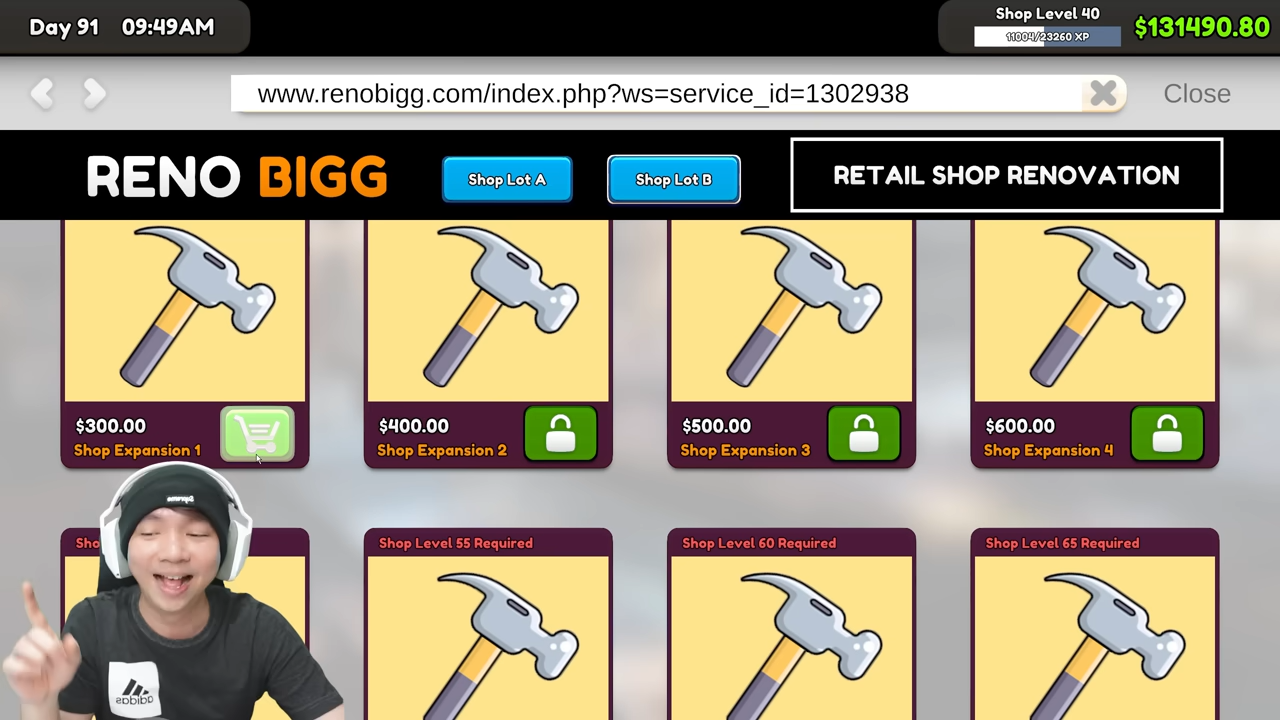 Day 91 09:49AM
Shop Level 40
11004/23260 XP
$131490.80
www.renobigg.com/index.php?ws=service_id=1302938
Close
RENO BIGG
Shop Lot A
Shop Lot B
RETAIL SHOP RENOVATION
$300.00
Shop Expansion 1
$400.00
Shop Expansion 2
$500.00
Shop Expansion 3
$600.00
Shop Expansion 4
Sho
Shop Level 55 Required
Shop Level 60 Required
Shop Level 65 Required
Supreme
adidas